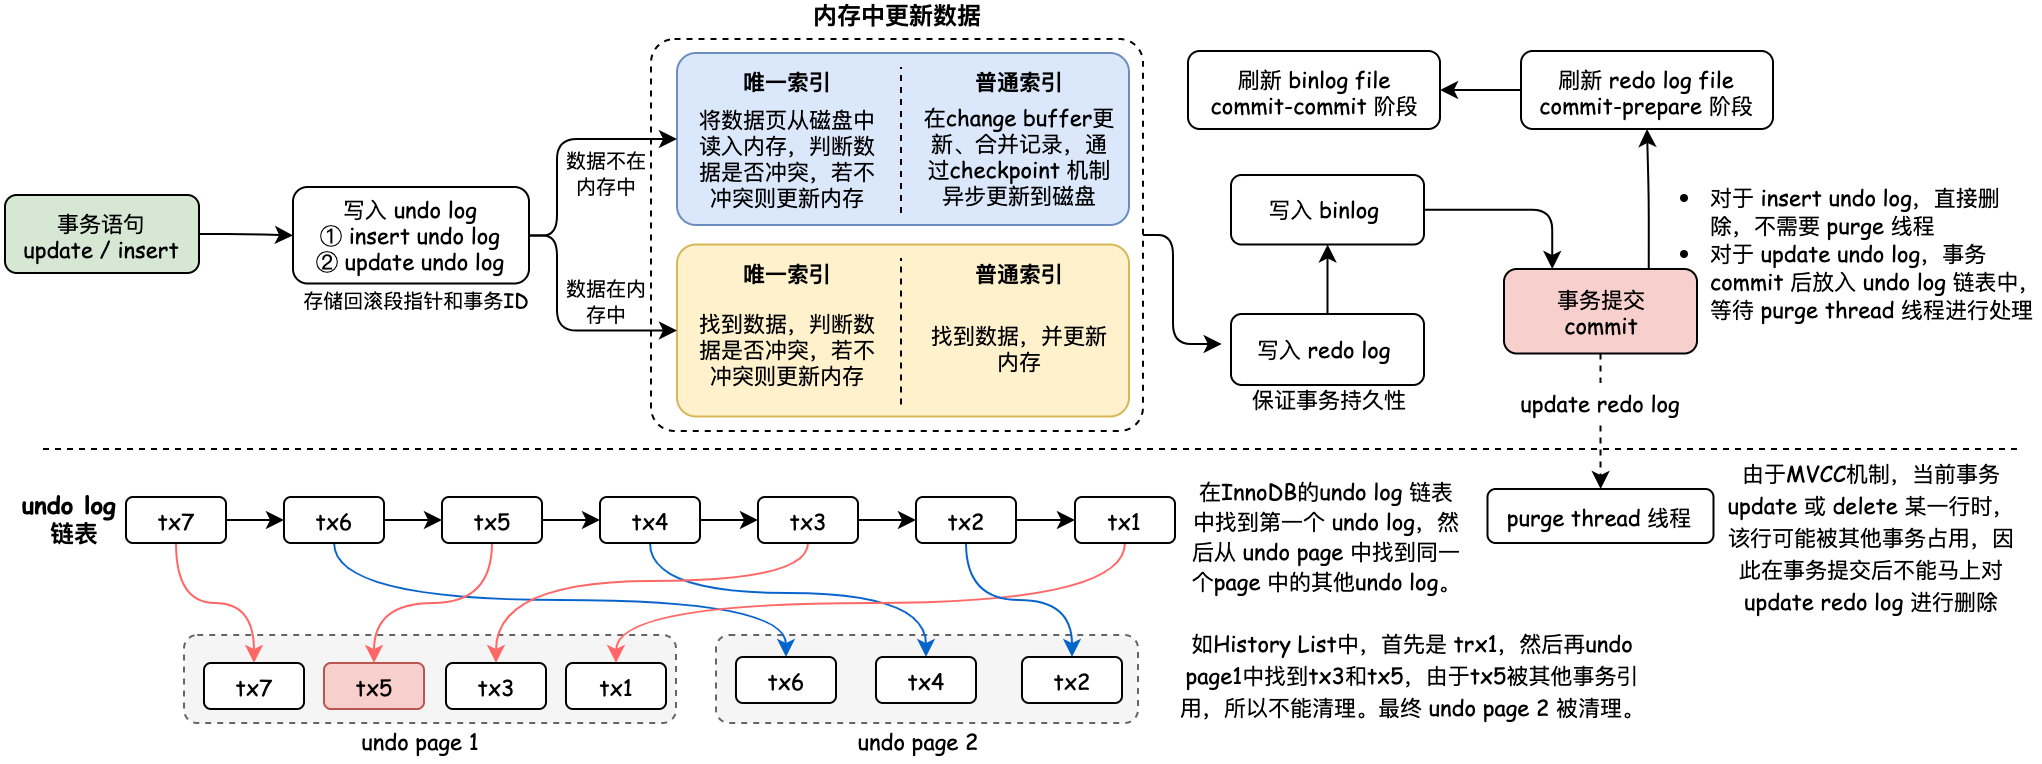 内存中更新数据
事务语句
update / insert
写入 undo log
① insert undo log
② update undo log
存储回滚段指针和事务ID
数据不在
内存中
数据在内
存中
唯一索引
将数据页从磁盘中
读入内存，判断数
据是否冲突，若不
冲突则更新内存
普通索引
在change buffer更
新、合并记录，通
过checkpoint 机制
异步更新到磁盘
唯一索引
找到数据，判断数
据是否冲突，若不
冲突则更新内存
普通索引
找到数据，并更新
内存
写入 redo log
保证事务持久性
写入 binlog
事务提交
commit
刷新 redo log file
commit-prepare 阶段
刷新 binlog file
commit-commit 阶段
• 对于 insert undo log，直接删
除，不需要 purge 线程
• 对于 update undo log，事务
commit 后放入 undo log 链表中，
等待 purge thread 线程进行处理
update redo log
purge thread 线程
由于MVCC机制，当前事务
update 或 delete 某一行时，
该行可能被其他事务占用，因
此在事务提交后不能马上对
update redo log 进行删除
undo log
链表
tx7
tx6
tx5
tx4
tx3
tx2
tx1
tx7
tx5
tx3
tx1
undo page 1
tx6
tx4
tx2
undo page 2
在InnoDB的undo log 链表
中找到第一个 undo log，然
后从 undo page 中找到同一
个page 中的其他undo log。
如History List中，首先是 trx1，然后再undo
page1中找到tx3和tx5，由于tx5被其他事务引
用，所以不能清理。最终 undo page 2 被清理。